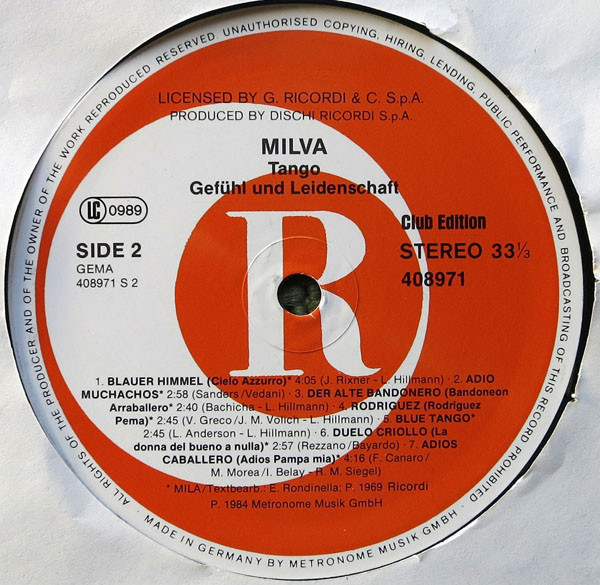 ALL RIGHTS OF THE PRODUCER AND OF THE OWNER OF THE WORK REPRODUCED RESERVED UNAUTHORISED COPYING, HIRING, LENDING, PUBLIC PERFORMANCE AND BROADCASTING OF THIS RECORD PROHIBITED
LICENSED BY G. RICORDI & C. S.p.A.
PRODUCED BY DISCHI RICORDI S.p.A.
MILVA
Tango
Gefühl und Leidenschaft
LC 0989
Club Edition
SIDE 2
STEREO 33⅓
GEMA
408971
408971 S 2
R
1. BLAUER HIMMEL (Cielo Azzurro)* 4:05 (J. Rixner - L. Hillmann) · 2. ADIO
MUCHACHOS* 2:58 (Sanders/Vedani) · 3. DER ALTE BANDONERO (Bandoneon
Arraballero)* 2:40 (Bachicha - L. Hillmann) · 4. RODRIGUEZ (Rodriguez
Pema)* 2:45 (V. Greco/J. M. Volich - L. Hillmann) · 5. BLUE TANGO*
2:45 (L. Anderson - L. Hillmann) · 6. DUELO CRIOLLO (La
donna del bueno a nulla)* 2:57 (Rezzano/Bayardo) · 7. ADIOS
CABALLERO (Adios Pampa mia)* 4:16 (F. Canaro/
M. Morea/I. Belay - R. M. Siegel)
* MILA/Textbearb.: E. Rondinella; P. 1969 Ricordi
P. 1984 Metronome Musik GmbH
MADE IN GERMANY BY METRONOME MUSIK GMBH